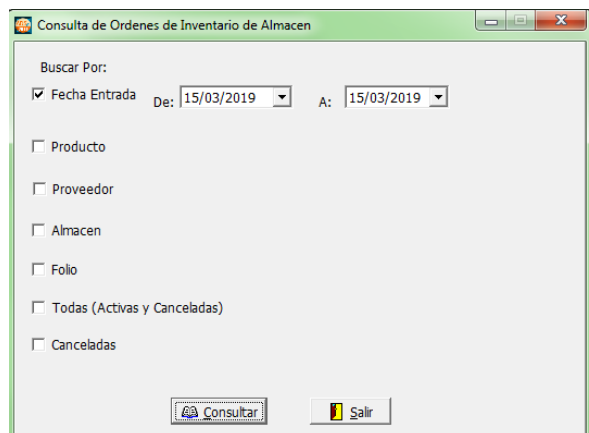 Consulta de Ordenes de Inventario de Almacen
Buscar Por:
Fecha Entrada De: 15/03/2019 A: 15/03/2019
Producto
Proveedor
Almacen
Folio
Todas (Activas y Canceladas)
Canceladas
Consultar Salir